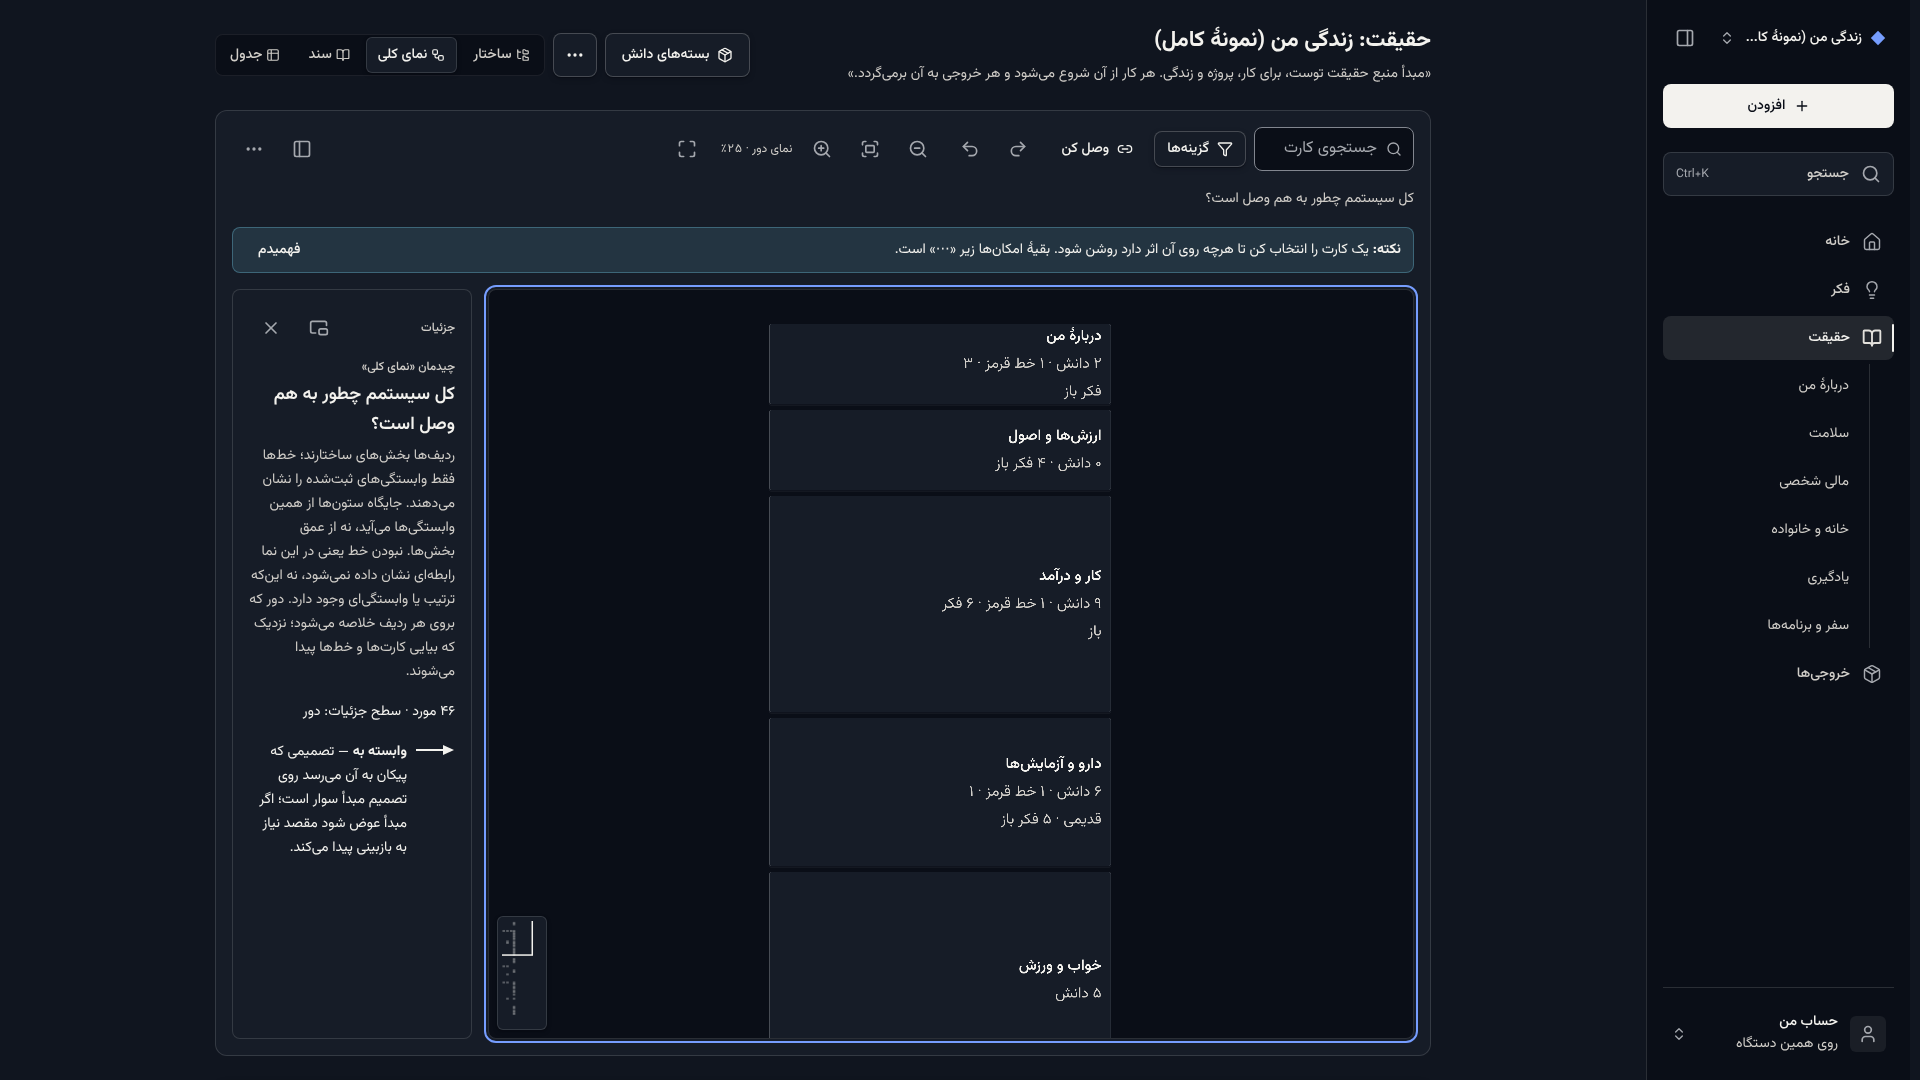 زندگی من (نمونهٔ کا...
افزودن
جستجو
Ctrl+K
خانه
فکر
حقیقت
دربارهٔ من
سلامت
مالی شخصی
خانه و خانواده
یادگیری
سفر و برنامه‌ها
خروجی‌ها
حساب من
روی همین دستگاه
حقیقت: زندگی من (نمونهٔ کامل)
«مبدأ منبع حقیقت توست، برای کار، پروژه و زندگی. هر کار از آن شروع می‌شود و هر خروجی به آن برمی‌گردد.»
بسته‌های دانش
ساختار
نمای کلی
سند
جدول
جستجوی کارت
گزینه‌ها
وصل کن
نمای دور · ۲۵٪
کل سیستمم چطور به هم وصل است؟
نکته: یک کارت را انتخاب کن تا هرچه روی آن اثر دارد روشن شود. بقیهٔ امکان‌ها زیر «···» است.
فهمیدم
دربارهٔ من
۲ دانش · ۱ خط قرمز · ۳
فکر باز
ارزش‌ها و اصول
۰ دانش · ۴ فکر باز
کار و درآمد
۹ دانش · ۱ خط قرمز · ۶ فکر
باز
دارو و آزمایش‌ها
۶ دانش · ۱ خط قرمز · ۱
قدیمی · ۵ فکر باز
خواب و ورزش
۵ دانش
جزئیات
چیدمان «نمای کلی»
کل سیستمم چطور به هم
وصل است؟
ردیف‌ها بخش‌های ساختارند؛ خط‌ها
فقط وابستگی‌های ثبت‌شده را نشان
می‌دهند. جایگاه ستون‌ها از همین
وابستگی‌ها می‌آید، نه از عمق
بخش‌ها. نبودن خط یعنی در این نما
رابطه‌ای نشان داده نمی‌شود، نه این‌که
ترتیب یا وابستگی‌ای وجود دارد. دور که
بروی هر ردیف خلاصه می‌شود؛ نزدیک
که بیایی کارت‌ها و خط‌ها پیدا
می‌شوند.
۴۶ مورد · سطح جزئیات: دور
وابسته به – تصمیمی که
پیکان به آن می‌رسد روی
تصمیم مبدأ سوار است؛ اگر
مبدأ عوض شود مقصد نیاز
به بازبینی پیدا می‌کند.